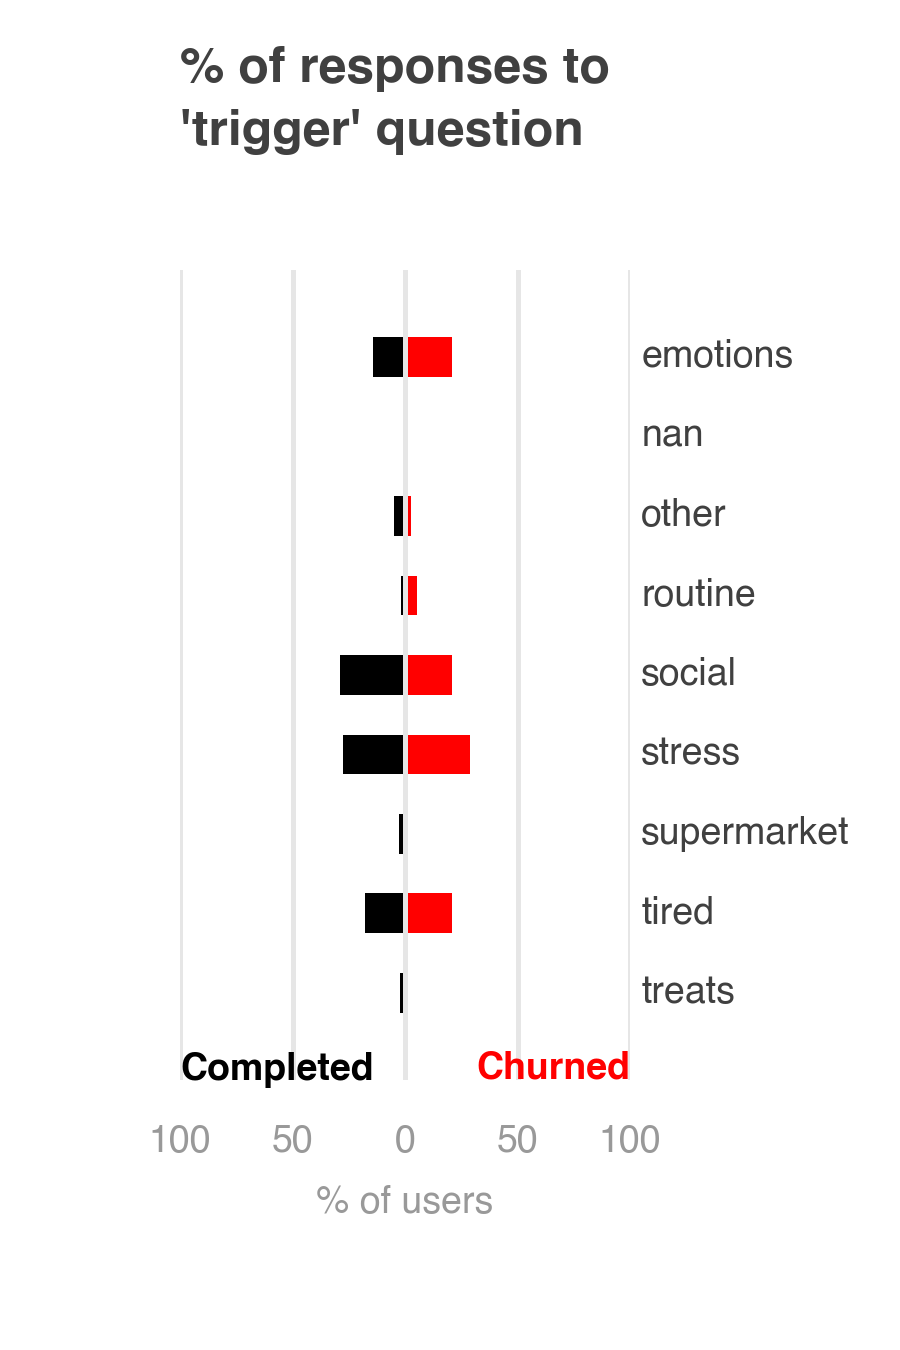 % of responses to
'trigger' question
emotions
nan
other
routine
social
stress
supermarket
tired
treats
Completed Churned
100 50 0 50 100
% of users